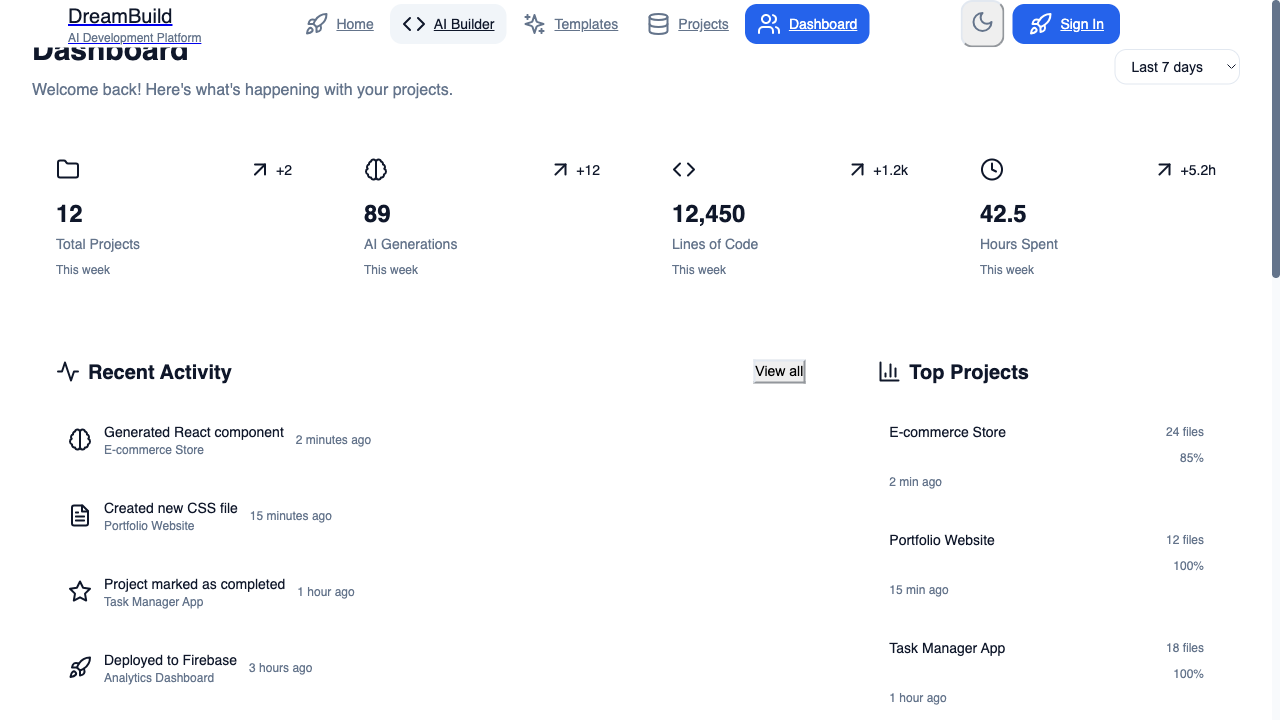 DreamBuild
AI Development Platform
Home
AI Builder
Templates
Projects
Dashboard
Sign In
Dashboard
Last 7 days
Welcome back! Here's what's happening with your projects.
+2
+12
+1.2k
+5.2h
12
89
12,450
42.5
Total Projects
AI Generations
Lines of Code
Hours Spent
This week
This week
This week
This week
Recent Activity
View all
Generated React component
E-commerce Store
2 minutes ago
Created new CSS file
Portfolio Website
15 minutes ago
Project marked as completed
Task Manager App
1 hour ago
Deployed to Firebase
Analytics Dashboard
3 hours ago
Top Projects
E-commerce Store
24 files
85%
2 min ago
Portfolio Website
12 files
100%
15 min ago
Task Manager App
18 files
100%
1 hour ago